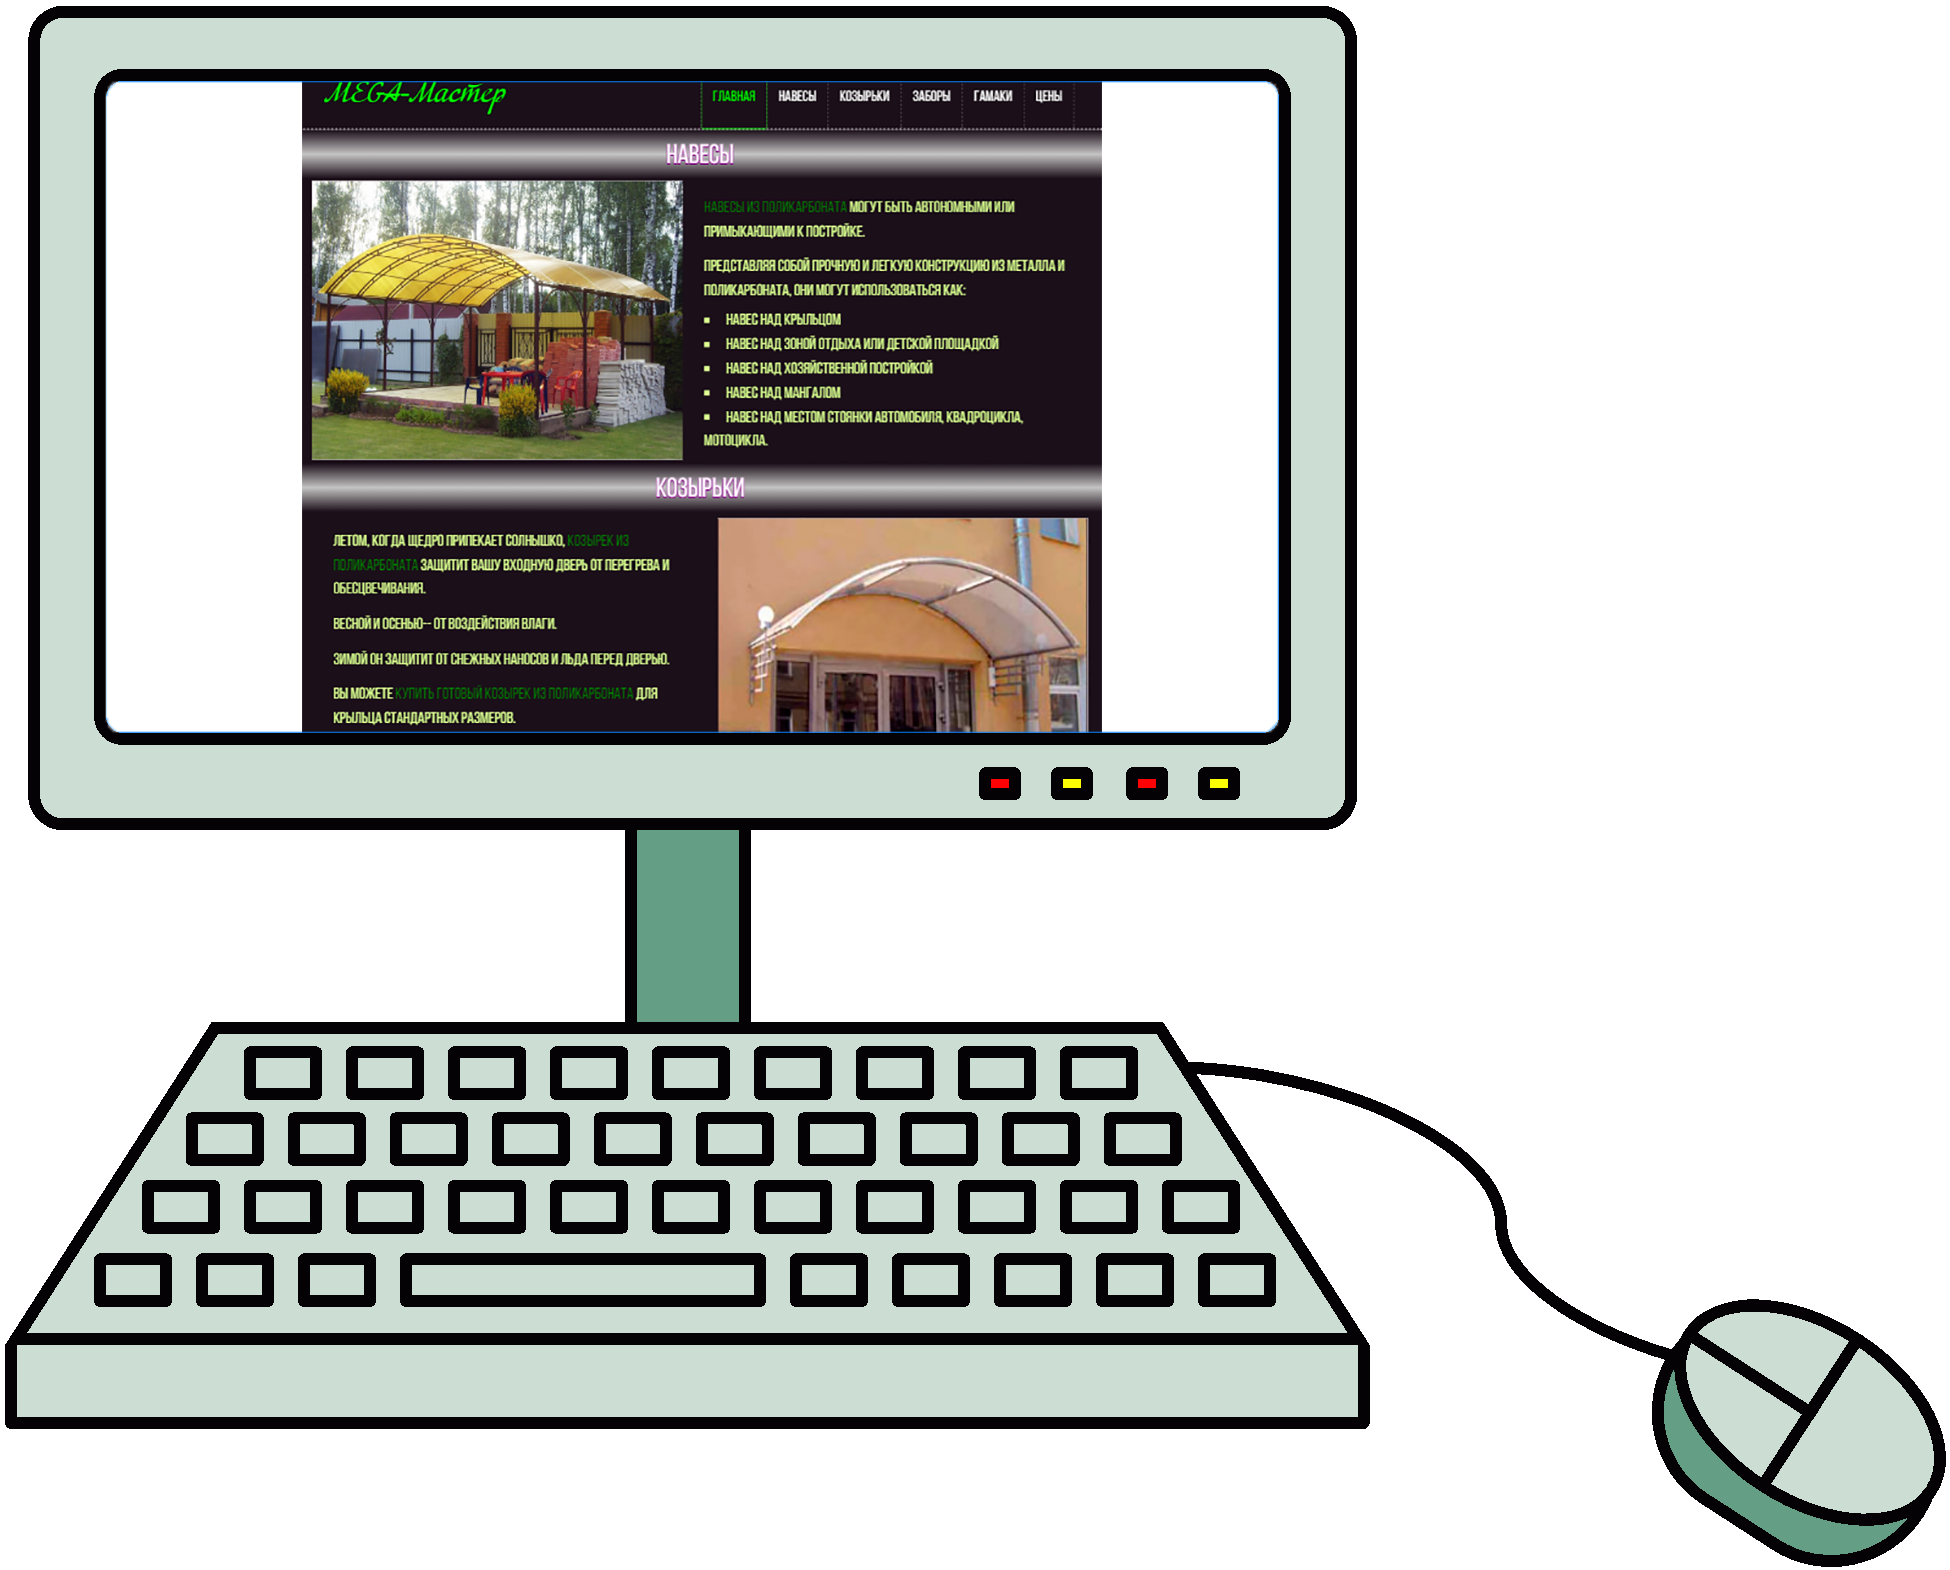 MEGA-Мастер
ГЛАВНАЯ НАВЕСЫ КОЗЫРЬКИ ЗАБОРЫ ГАМАКИ ЦЕНЫ
НАВЕСЫ
НАВЕСЫ ИЗ ПОЛИКАРБОНАТА МОГУТ БЫТЬ АВТОНОМНЫМИ ИЛИ
ПРИМЫКАЮЩИМИ К ПОСТРОЙКЕ.
ПРЕДСТАВЛЯЯ СОБОЙ ПРОЧНУЮ И ЛЕГКУЮ КОНСТРУКЦИЮ ИЗ МЕТАЛЛА И
ПОЛИКАРБОНАТА, ОНИ МОГУТ ИСПОЛЬЗОВАТЬСЯ КАК:
▪ НАВЕС НАД КРЫЛЬЦОМ
▪ НАВЕС НАД ЗОНОЙ ОТДЫХА ИЛИ ДЕТСКОЙ ПЛОЩАДКОЙ
▪ НАВЕС НАД ХОЗЯЙСТВЕННОЙ ПОСТРОЙКОЙ
▪ НАВЕС НАД МАНГАЛОМ
▪ НАВЕС НАД МЕСТОМ СТОЯНКИ АВТОМОБИЛЯ, КВАДРОЦИКЛА,
МОТОЦИКЛА.
КОЗЫРЬКИ
ЛЕТОМ, КОГДА ЩЕДРО ПРИПЕКАЕТ СОЛНЫШКО, КОЗЫРЕК ИЗ
ПОЛИКАРБОНАТА ЗАЩИТИТ ВАШУ ВХОДНУЮ ДВЕРЬ ОТ ПЕРЕГРЕВА И
ОБЕСЦВЕЧИВАНИЯ.
ВЕСНОЙ И ОСЕНЬЮ-- ОТ ВОЗДЕЙСТВИЯ ВЛАГИ.
ЗИМОЙ ОН ЗАЩИТИТ ОТ СНЕЖНЫХ НАНОСОВ И ЛЬДА ПЕРЕД ДВЕРЬЮ.
ВЫ МОЖЕТЕ КУПИТЬ ГОТОВЫЙ КОЗЫРЕК ИЗ ПОЛИКАРБОНАТА ДЛЯ
КРЫЛЬЦА СТАНДАРТНЫХ РАЗМЕРОВ.